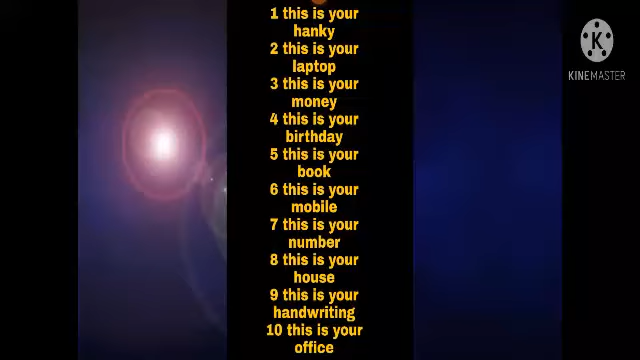 1 this is your
hanky
2 this is your
laptop
3 this is your
money
4 this is your
birthday
5 this is your
book
6 this is your
mobile
7 this is your
number
8 this is your
house
9 this is your
handwriting
10 this is your
office
K
KINEMASTER